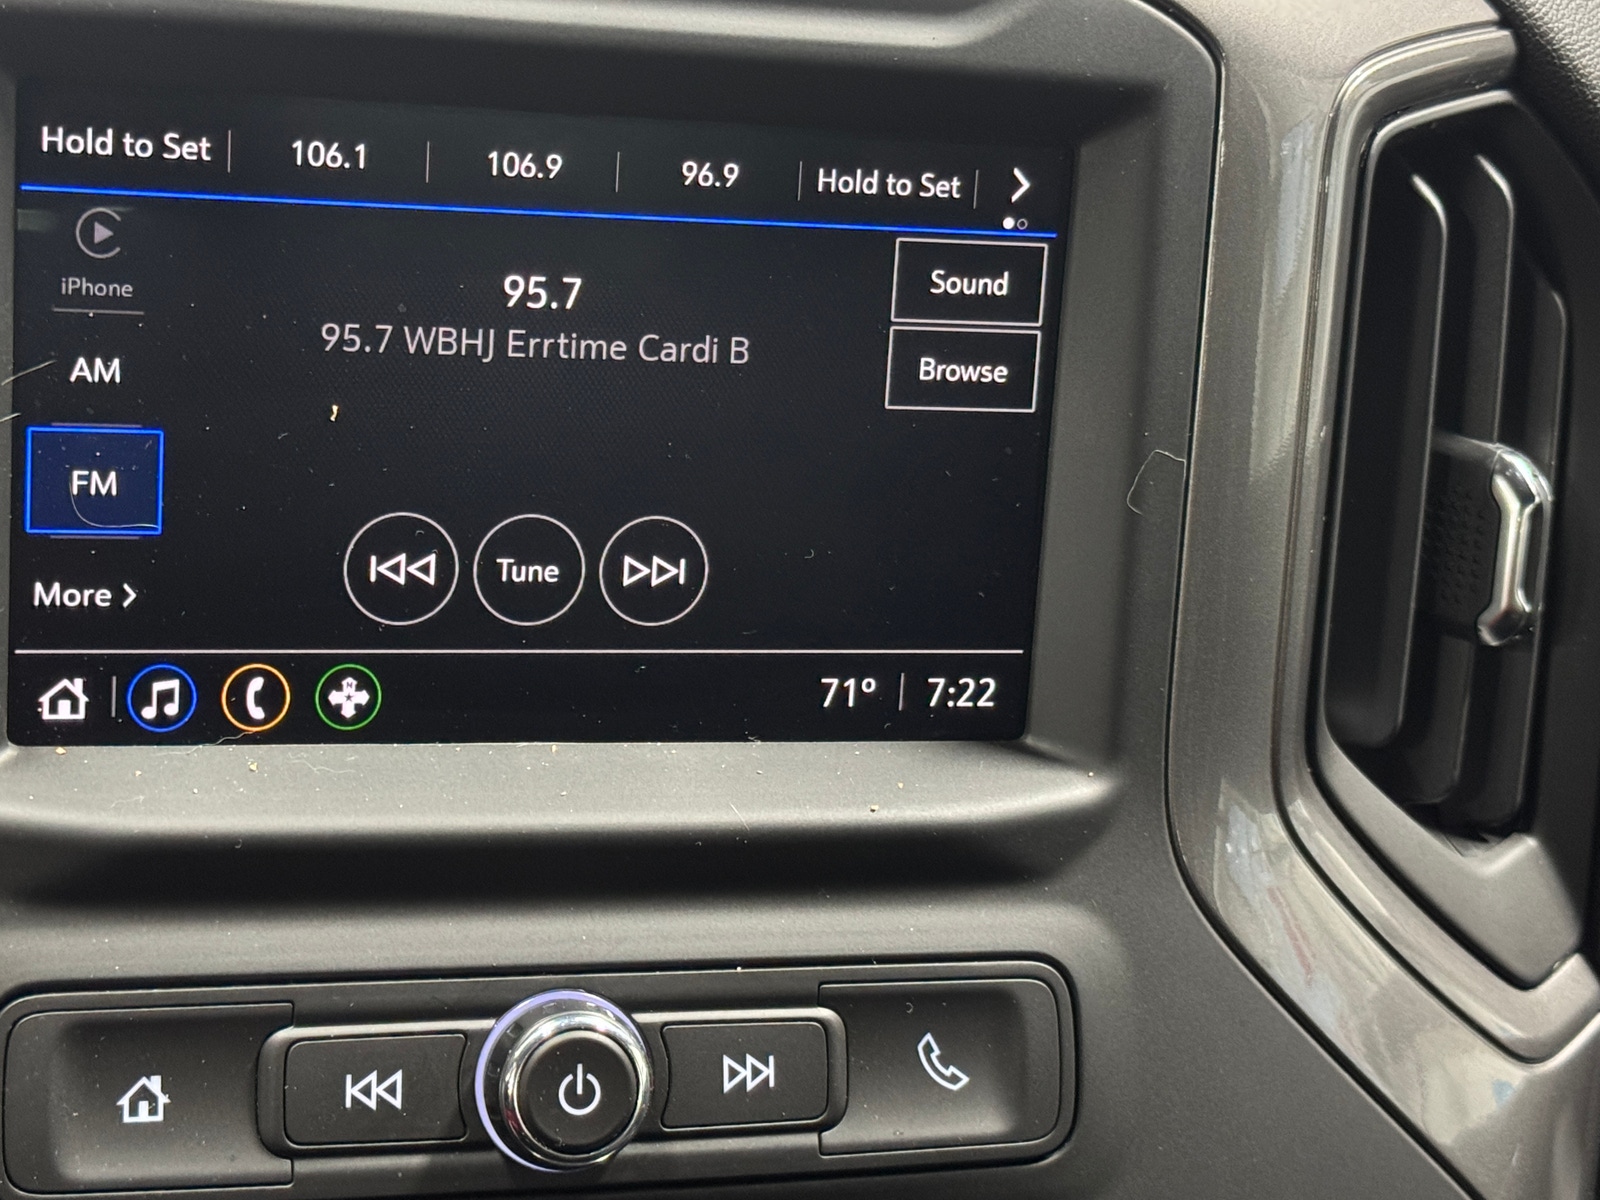 Hold to Set 106.1 106.9 96.9 Hold to Set
iPhone
95.7
Sound
95.7 WBHJ Errtime Cardi B
AM
Browse
FM
Tune
More
71° 7:22